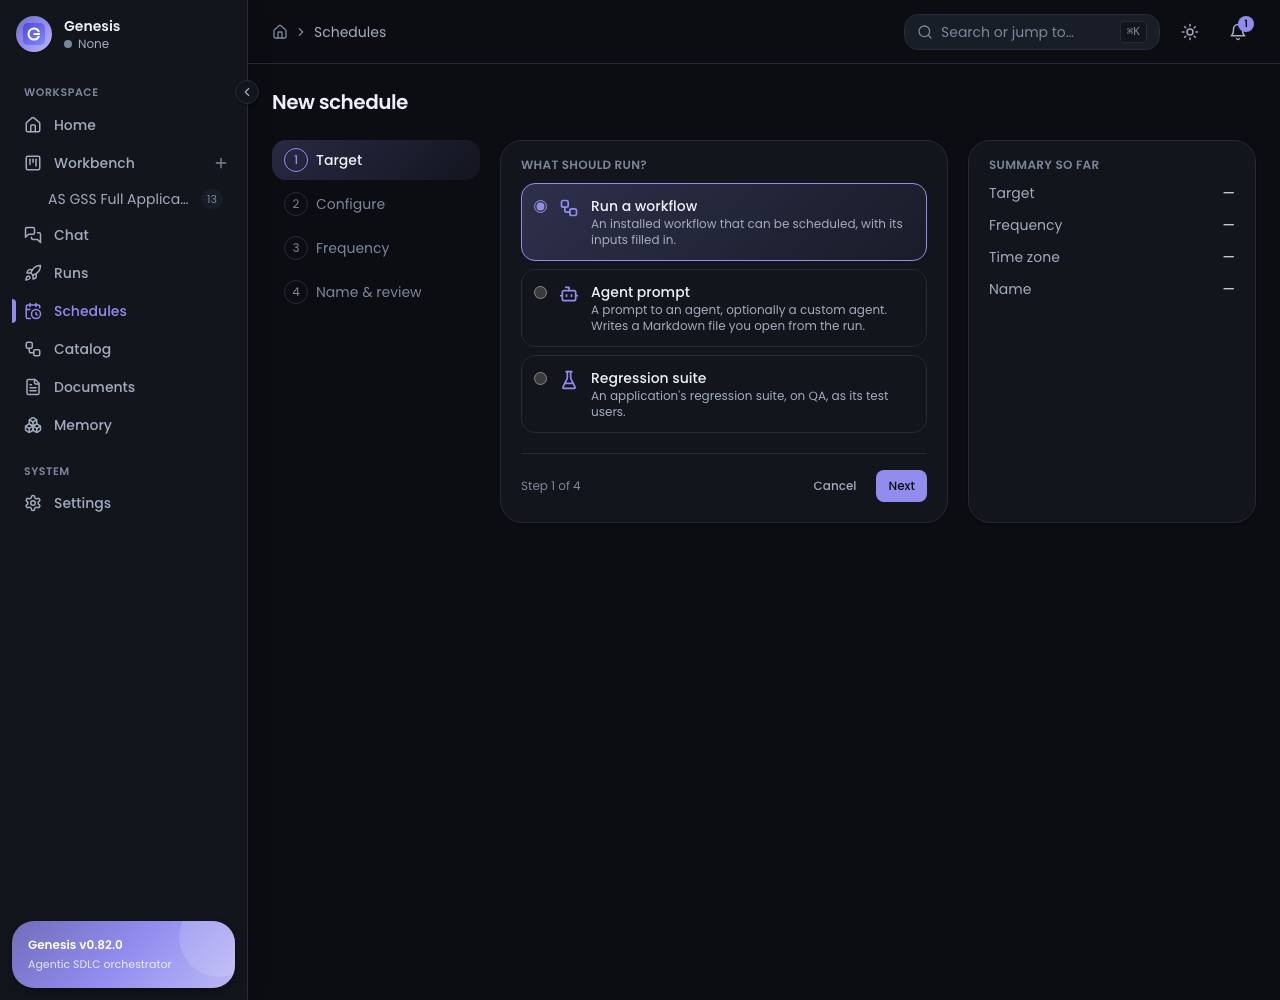 Genesis
None
WORKSPACE
Home
Workbench
AS GSS Full Applica...
13
Chat
Runs
Schedules
Catalog
Documents
Memory
SYSTEM
Settings
Genesis v0.82.0
Agentic SDLC orchestrator
Schedules
Search or jump to...
⌘K
1
New schedule
1 Target
2 Configure
3 Frequency
4 Name & review
WHAT SHOULD RUN?
Run a workflow
An installed workflow that can be scheduled, with its
inputs filled in.
Agent prompt
A prompt to an agent, optionally a custom agent.
Writes a Markdown file you open from the run.
Regression suite
An application's regression suite, on QA, as its test
users.
Step 1 of 4
Cancel
Next
SUMMARY SO FAR
Target —
Frequency —
Time zone —
Name —